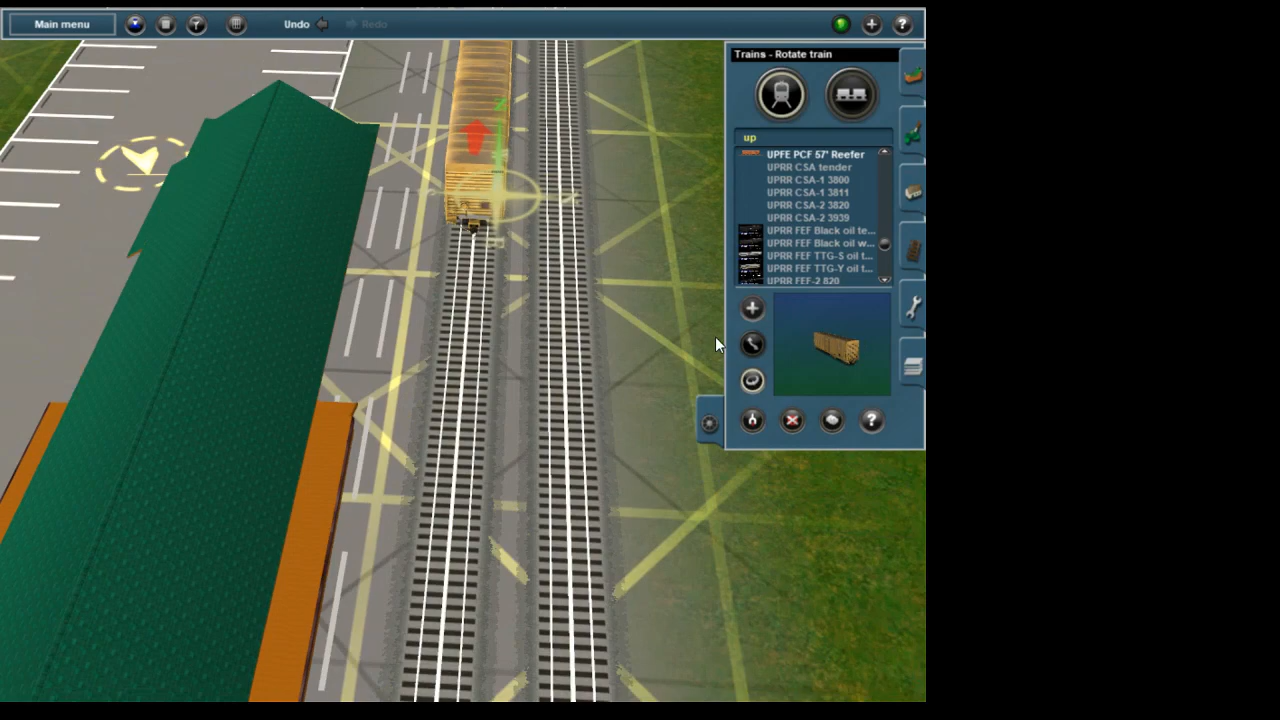 Main menu
Undo
Redo
?
Trains - Rotate train
up
UPFE PCF 57' Reefer
UPRR CSA tender
UPRR CSA-1 3800
UPRR CSA-1 3811
UPRR CSA-2 3820
UPRR CSA-2 3939
UPRR FEF Black oil te...
UPRR FEF Black oil w...
UPRR FEF TTG-S oil t...
UPRR FEF TTG-Y oil t...
UPRR FEF-2 820
?
Z